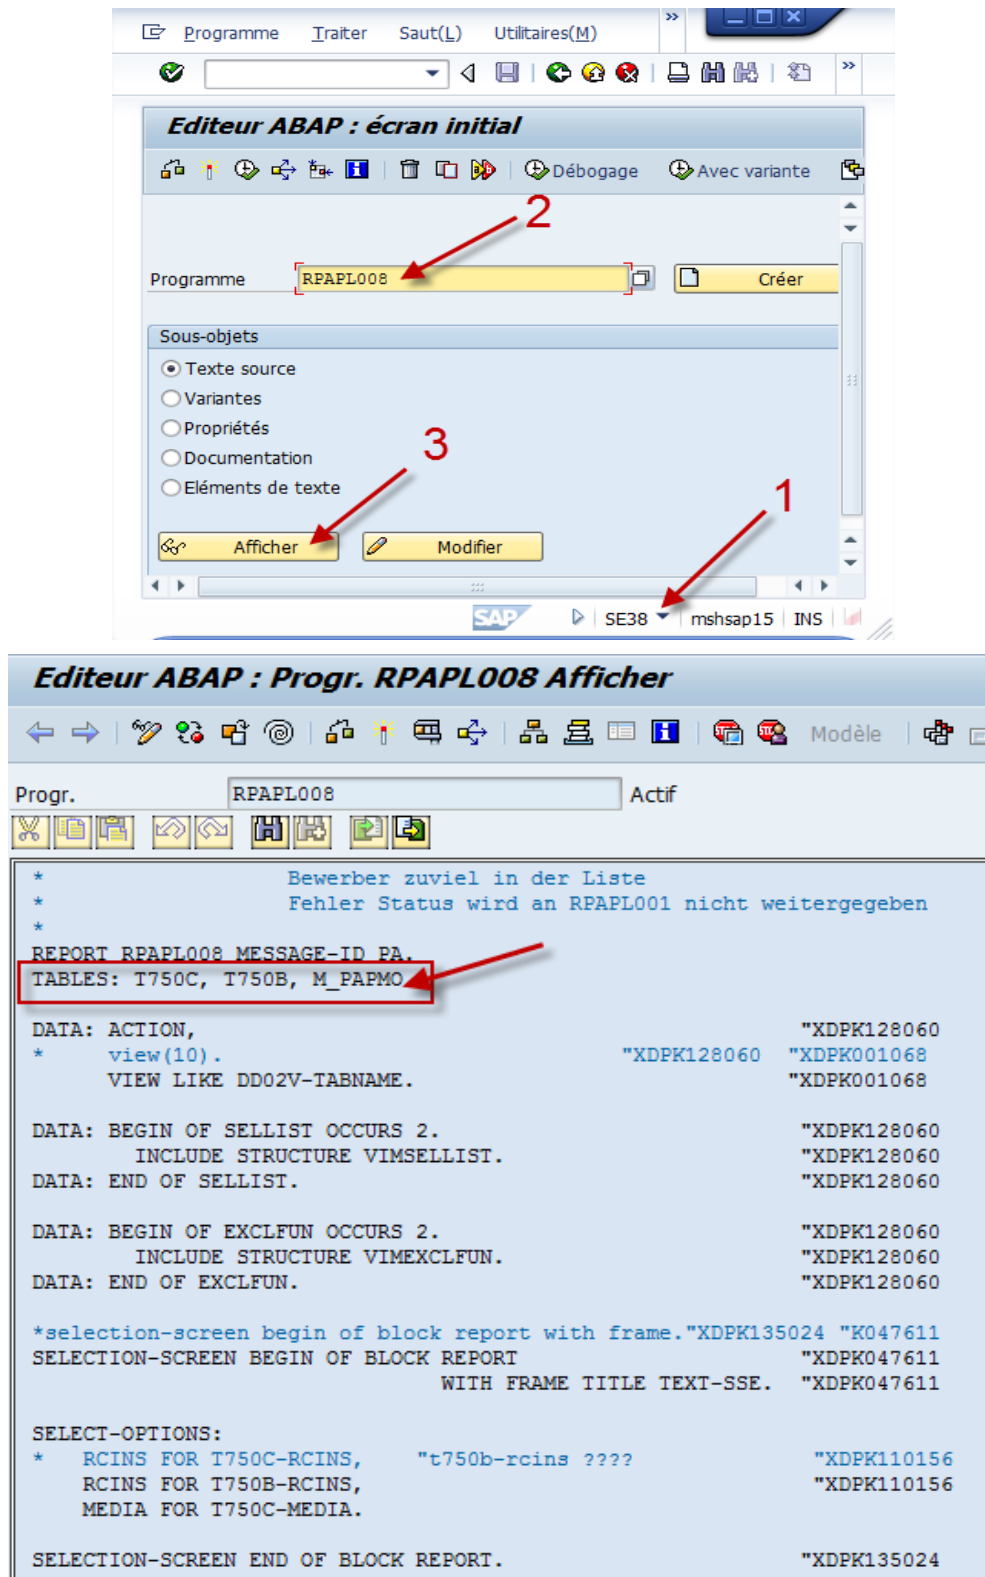 Programme Traiter Saut(L) Utilitaires(M) »
»
Editeur ABAP : écran initial
Débogage Avec variante
2
Programme RPAPL008 Créer
Sous-objets
Texte source
Variantes
Propriétés
3
Documentation
Eléments de texte
1
Afficher Modifier
SAP SE38 mshsap15 INS
Editeur ABAP : Progr. RPAPL008 Afficher
Modèle
Progr. RPAPL008 Actif
* Bewerber zuviel in der Liste
* Fehler Status wird an RPAPL001 nicht weitergegeben
*
REPORT RPAPL008 MESSAGE-ID PA.
TABLES: T750C, T750B, M_PAPMO
DATA: ACTION, "XDPK128060
* view(10). "XDPK128060 "XDPK001068
VIEW LIKE DD02V-TABNAME. "XDPK001068
DATA: BEGIN OF SELLIST OCCURS 2. "XDPK128060
INCLUDE STRUCTURE VIMSELLIST. "XDPK128060
DATA: END OF SELLIST. "XDPK128060
DATA: BEGIN OF EXCLFUN OCCURS 2. "XDPK128060
INCLUDE STRUCTURE VIMEXCLFUN. "XDPK128060
DATA: END OF EXCLFUN. "XDPK128060
*selection-screen begin of block report with frame."XDPK135024 "K047611
SELECTION-SCREEN BEGIN OF BLOCK REPORT "XDPK047611
WITH FRAME TITLE TEXT-SSE. "XDPK047611
SELECT-OPTIONS:
* RCINS FOR T750C-RCINS, "t750b-rcins ???? "XDPK110156
RCINS FOR T750B-RCINS, "XDPK110156
MEDIA FOR T750C-MEDIA.
SELECTION-SCREEN END OF BLOCK REPORT. "XDPK135024